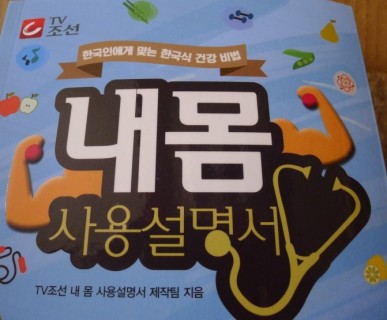 TV
조선
한국인에게 맞는 한국식 건강 비법
내몸
사용설명서
TV조선 내 몸 사용설명서 제작팀 지음